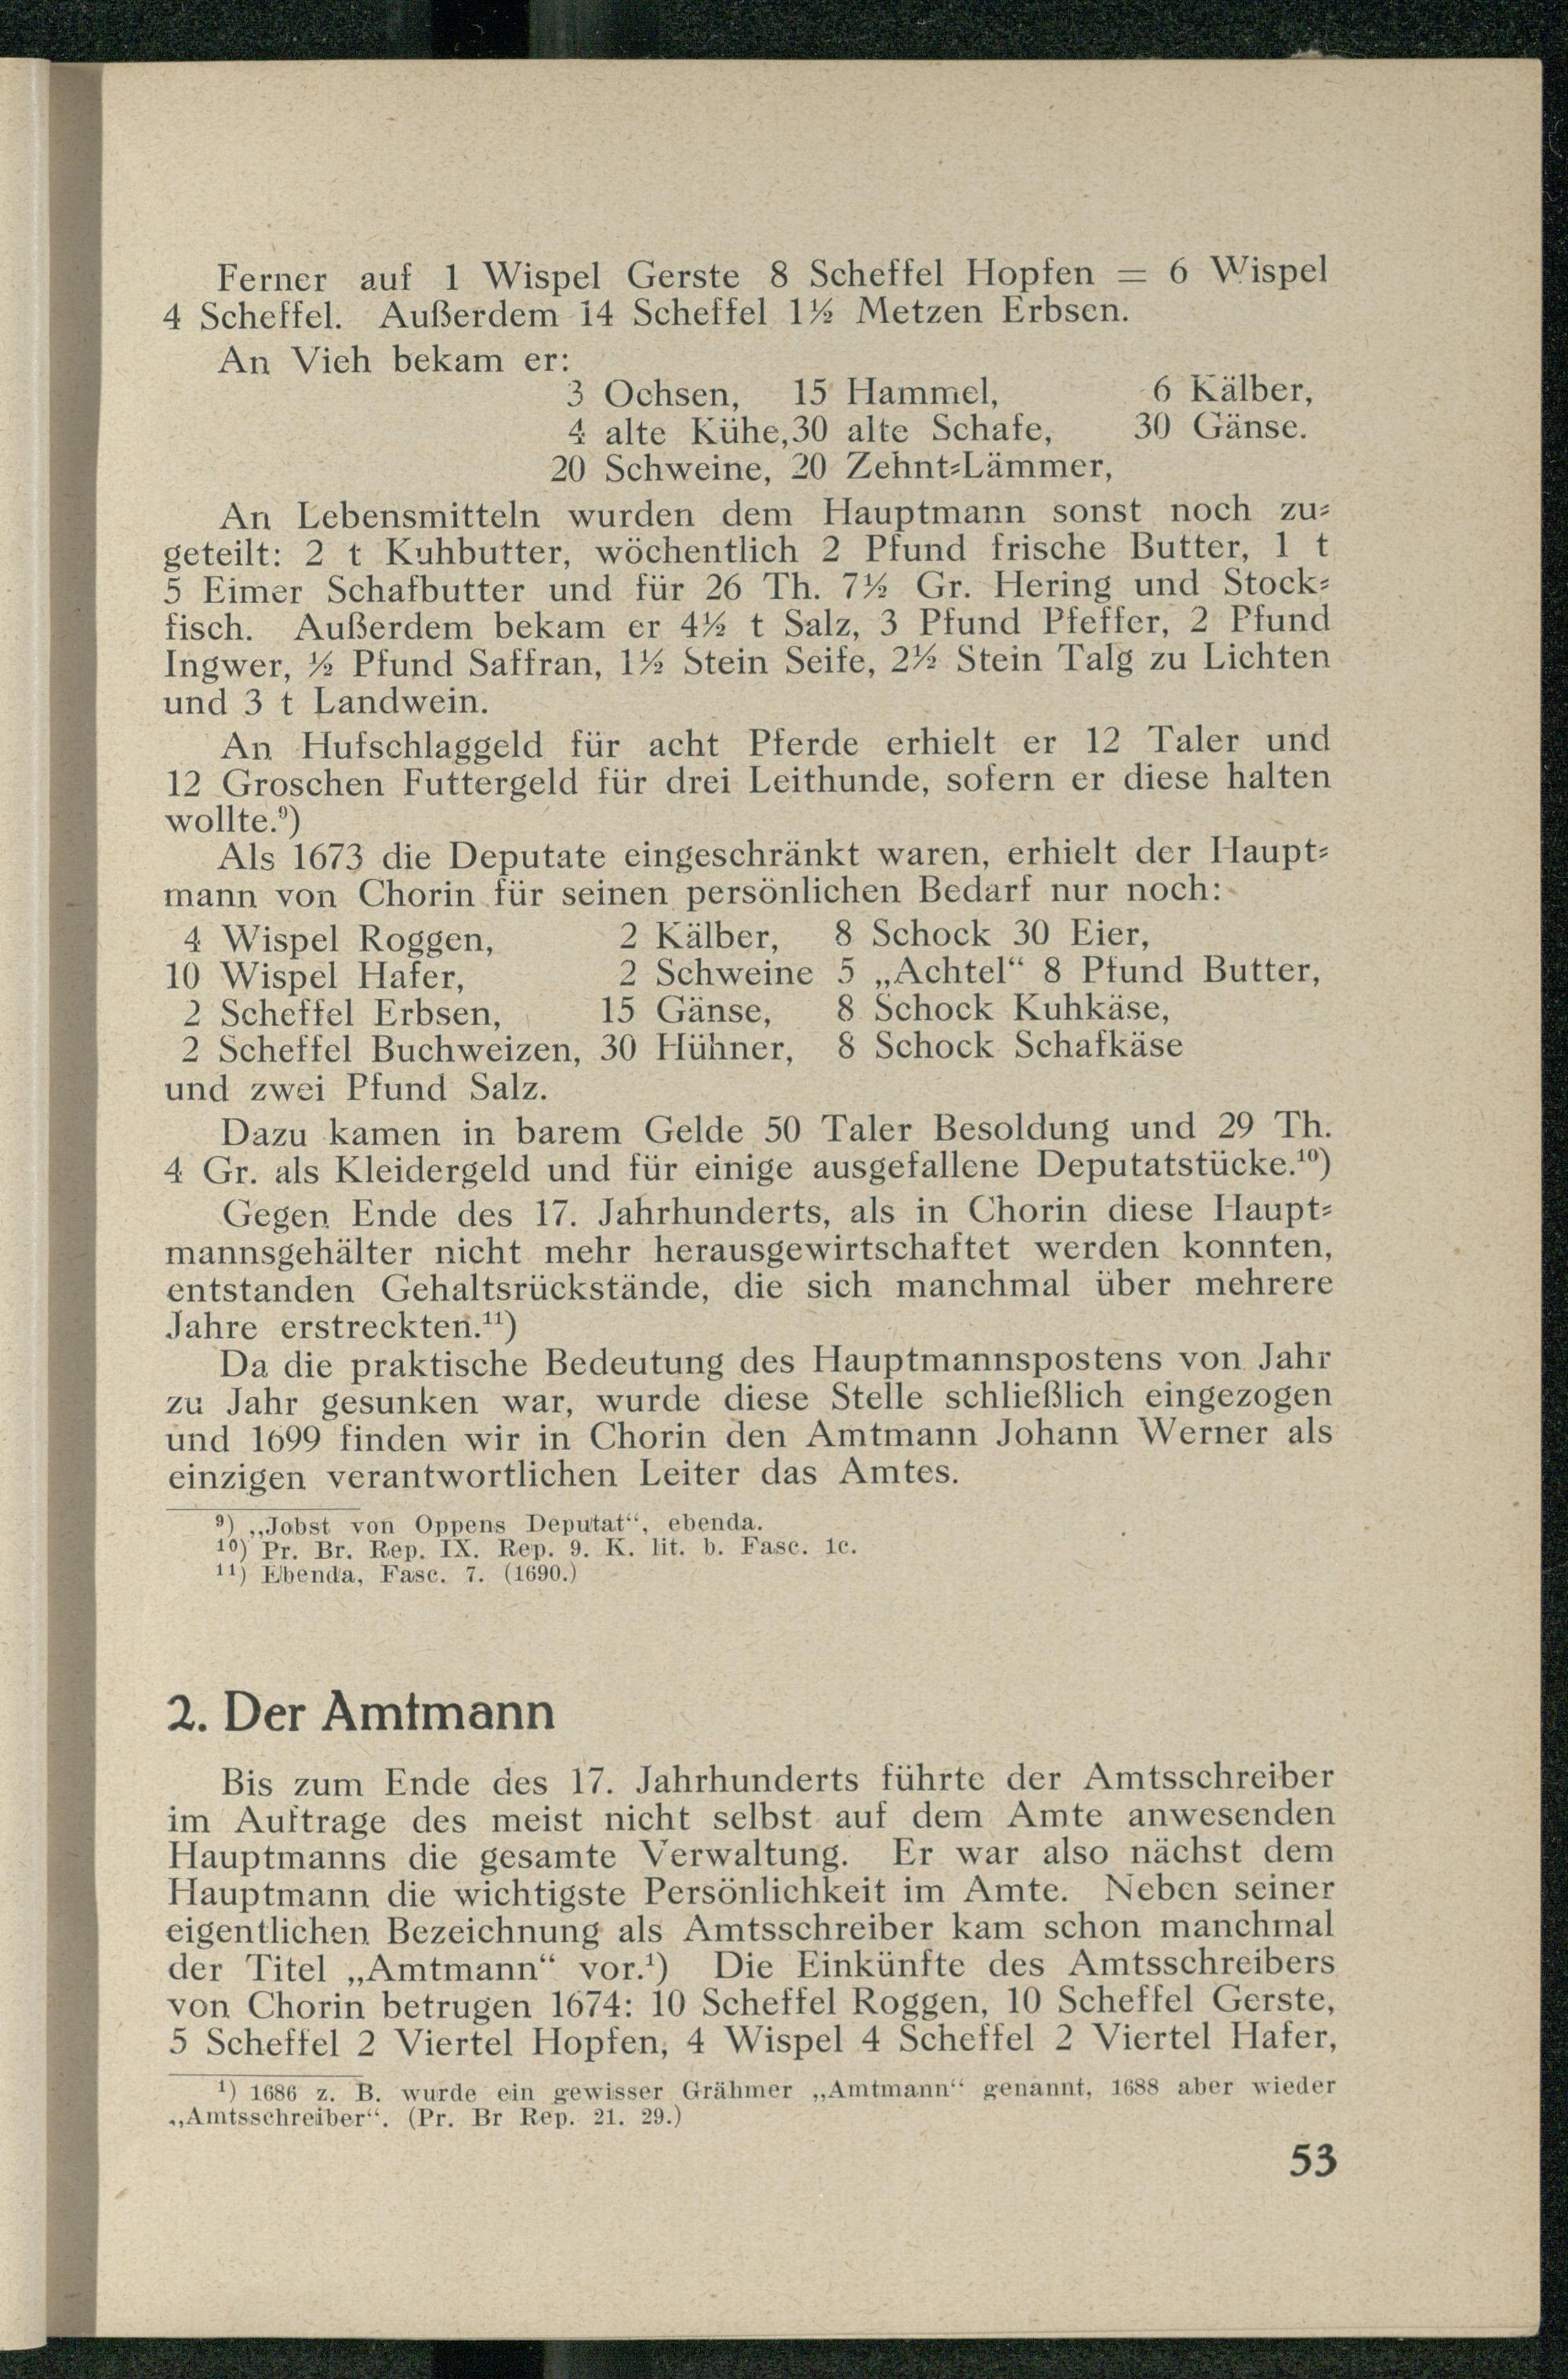 Ferner auf 1 Wispel Gerste 8 Scheffel Hopfen = 6 Wispel
4 Scheffel. Außerdem 14 Scheffel 1½ Metzen Erbsen.
An Vieh bekam er:
3 Ochsen, 15 Hammel, 6 Kälber,
4 alte Kühe, 30 alte Schafe, 30 Gänse.
20 Schweine, 20 Zehnt-Lämmer,
An Lebensmitteln wurden dem Hauptmann sonst noch zu-
geteilt: 2 t Kuhbutter, wöchentlich 2 Pfund frische Butter, 1 t
5 Eimer Schafbutter und für 26 Th. 7½ Gr. Hering und Stock-
fisch. Außerdem bekam er 4½ t Salz, 3 Pfund Pfeffer, 2 Pfund
Ingwer, ½ Pfund Saffran, 1½ Stein Seife, 2½ Stein Talg zu Lichten
und 3 t Landwein.
An Hufschlaggeld für acht Pferde erhielt er 12 Taler und
12 Groschen Futtergeld für drei Leithunde, sofern er diese halten
wollte.⁹)
Als 1673 die Deputate eingeschränkt waren, erhielt der Haupt-
mann von Chorin für seinen persönlichen Bedarf nur noch:
4 Wispel Roggen, 2 Kälber, 8 Schock 30 Eier,
10 Wispel Hafer, 2 Schweine 5 „Achtel“ 8 Pfund Butter,
2 Scheffel Erbsen, 15 Gänse, 8 Schock Kuhkäse,
2 Scheffel Buchweizen, 30 Hühner, 8 Schock Schafkäse
und zwei Pfund Salz.
Dazu kamen in barem Gelde 50 Taler Besoldung und 29 Th.
4 Gr. als Kleidergeld und für einige ausgefallene Deputatstücke.¹⁰)
Gegen Ende des 17. Jahrhunderts, als in Chorin diese Haupt-
mannsgehälter nicht mehr herausgewirtschaftet werden konnten,
entstanden Gehaltsrückstände, die sich manchmal über mehrere
Jahre erstreckten.¹¹)
Da die praktische Bedeutung des Hauptmannspostens von Jahr
zu Jahr gesunken war, wurde diese Stelle schließlich eingezogen
und 1699 finden wir in Chorin den Amtmann Johann Werner als
einzigen verantwortlichen Leiter das Amtes.
⁹) „Jobst von Oppens Deputat“, ebenda.
¹⁰) Pr. Br. Rep. IX. Rep. 9. K. lit. b. Fasc. 1c.
¹¹) Ebenda, Fasc. 7. (1690.)
2. Der Amtmann
Bis zum Ende des 17. Jahrhunderts führte der Amtsschreiber
im Auftrage des meist nicht selbst auf dem Amte anwesenden
Hauptmanns die gesamte Verwaltung. Er war also nächst dem
Hauptmann die wichtigste Persönlichkeit im Amte. Neben seiner
eigentlichen Bezeichnung als Amtsschreiber kam schon manchmal
der Titel „Amtmann“ vor.¹) Die Einkünfte des Amtsschreibers
von Chorin betrugen 1674: 10 Scheffel Roggen, 10 Scheffel Gerste,
5 Scheffel 2 Viertel Hopfen, 4 Wispel 4 Scheffel 2 Viertel Hafer,
¹) 1686 z. B. wurde ein gewisser Grähmer „Amtmann“ genannt, 1688 aber wieder
„Amtsschreiber“. (Pr. Br Rep. 21. 29.)
53